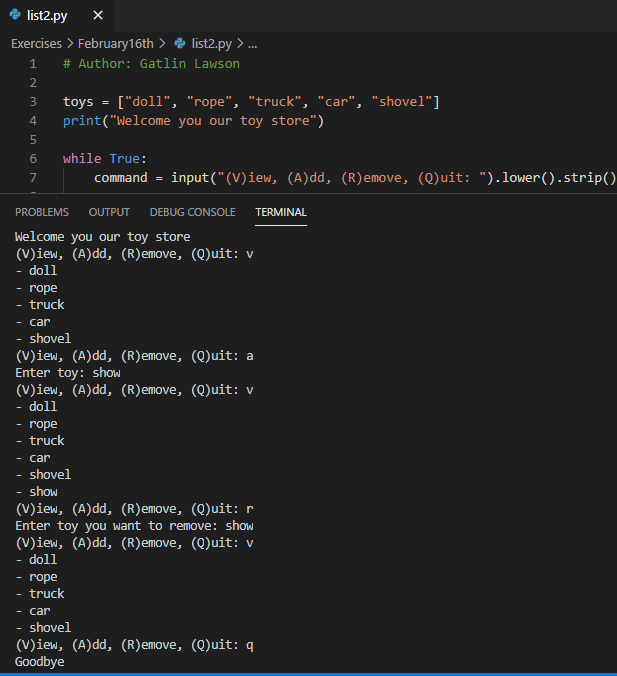 list2.py ×
Exercises > February16th > list2.py > ...
1 # Author: Gatlin Lawson
2
3 toys = ["doll", "rope", "truck", "car", "shovel"]
4 print("Welcome you our toy store")
5
6 while True:
7 command = input("(V)iew, (A)dd, (R)emove, (Q)uit: ").lower().strip()
PROBLEMS OUTPUT DEBUG CONSOLE TERMINAL
Welcome you our toy store
(V)iew, (A)dd, (R)emove, (Q)uit: v
- doll
- rope
- truck
- car
- shovel
(V)iew, (A)dd, (R)emove, (Q)uit: a
Enter toy: show
(V)iew, (A)dd, (R)emove, (Q)uit: v
- doll
- rope
- truck
- car
- shovel
- show
(V)iew, (A)dd, (R)emove, (Q)uit: r
Enter toy you want to remove: show
(V)iew, (A)dd, (R)emove, (Q)uit: v
- doll
- rope
- truck
- car
- shovel
(V)iew, (A)dd, (R)emove, (Q)uit: q
Goodbye